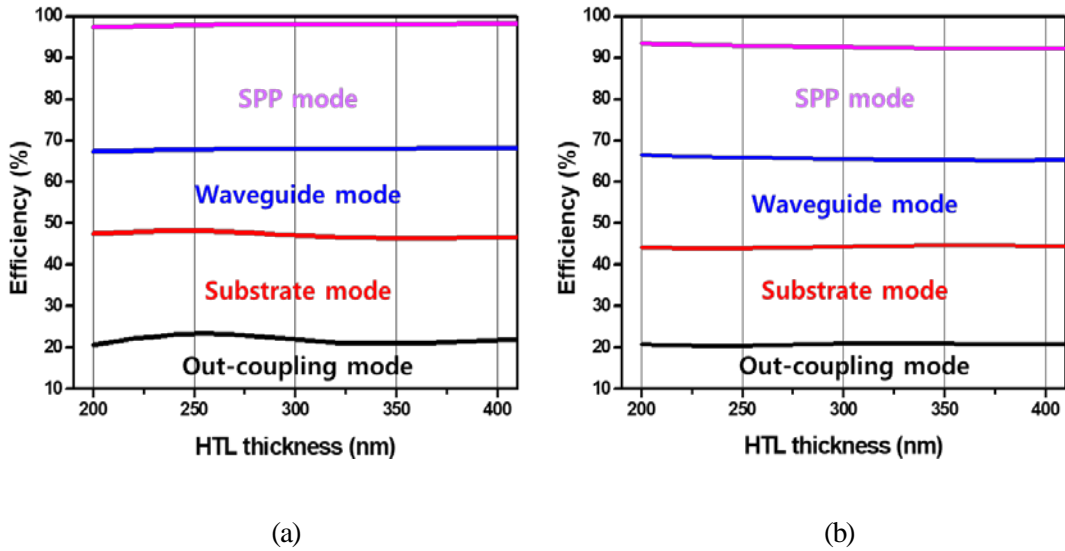 100
90
80
70
60
50
40
30
20
10
Efficiency (%)
SPP mode
Waveguide mode
Substrate mode
Out-coupling mode
200 250 300 350 400
HTL thickness (nm)
(a)
100
90
80
70
60
50
40
30
20
10
Efficiency (%)
SPP mode
Waveguide mode
Substrate mode
Out-coupling mode
200 250 300 350 400
HTL thickness (nm)
(b)